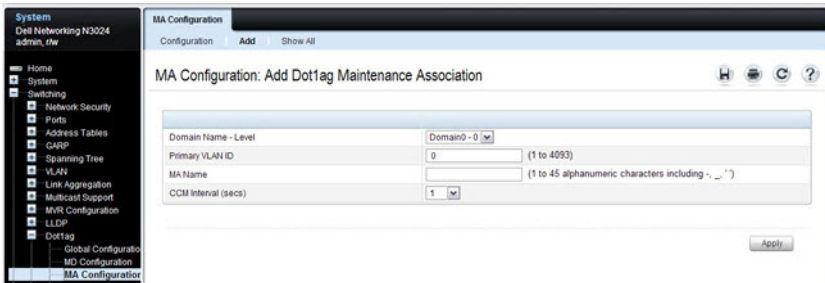 System
Dell Networking N3024
admin, r/w
Home
System
Switching
Network Security
Ports
Address Tables
GARP
Spanning Tree
VLAN
Link Aggregation
Multicast Support
MVR Configuration
LLDP
Dot1ag
Global Configuratio
MD Configuration
MA Configuration
MA Configuration
Configuration Add Show All
MA Configuration: Add Dot1ag Maintenance Association
?
Domain Name - Level Domain0 - 0
Primary VLAN ID 0 (1 to 4093)
MA Name (1 to 45 alphanumeric characters including -, _, ' ')
CCM Interval (secs) 1
Apply